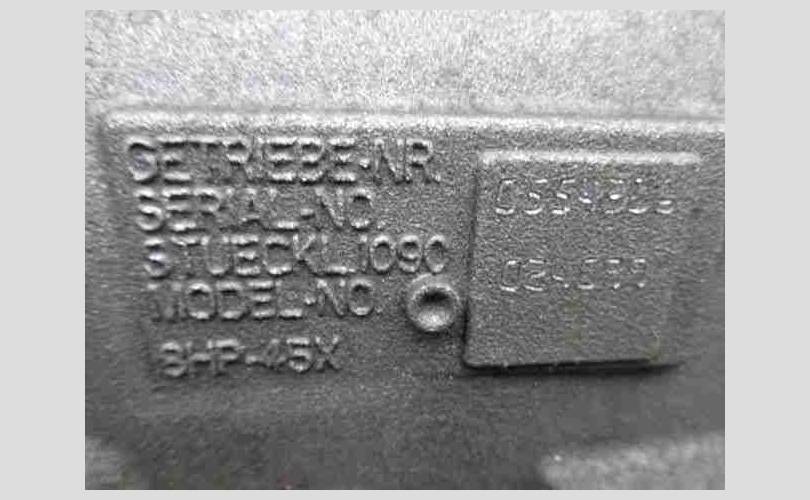 GETRIEBE-NR.
SERIAL-NO.
STUECKL.1090
MODEL-NO.
8HP-45X